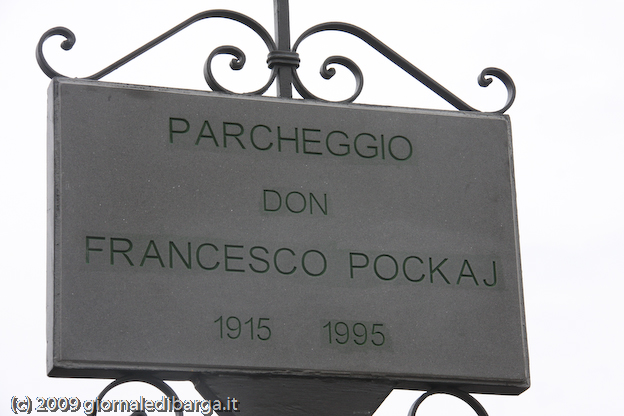 PARCHEGGIO
DON
FRANCESCO POCKAJ
1915 1995
(c) 2009 giornaledibarga.it